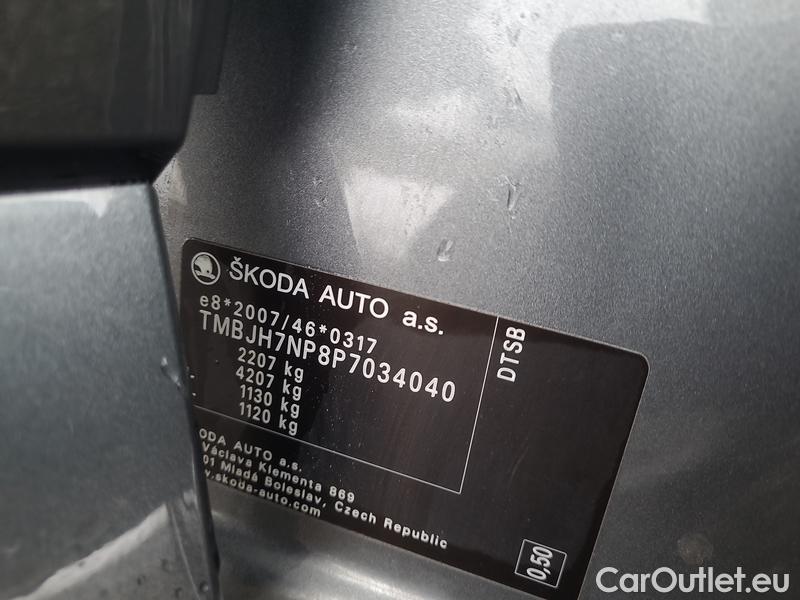 ŠKODA AUTO a.s.
e8*2007/46*0317
TMBJH7NP8P7034040
2207 kg
4207 kg
1130 kg
1120 kg
DTSB
ODA AUTO a.s.
Václava Klementa 869
01 Mladá Boleslav, Czech Republic
.skoda-auto.com
0,50
CarOutlet.eu